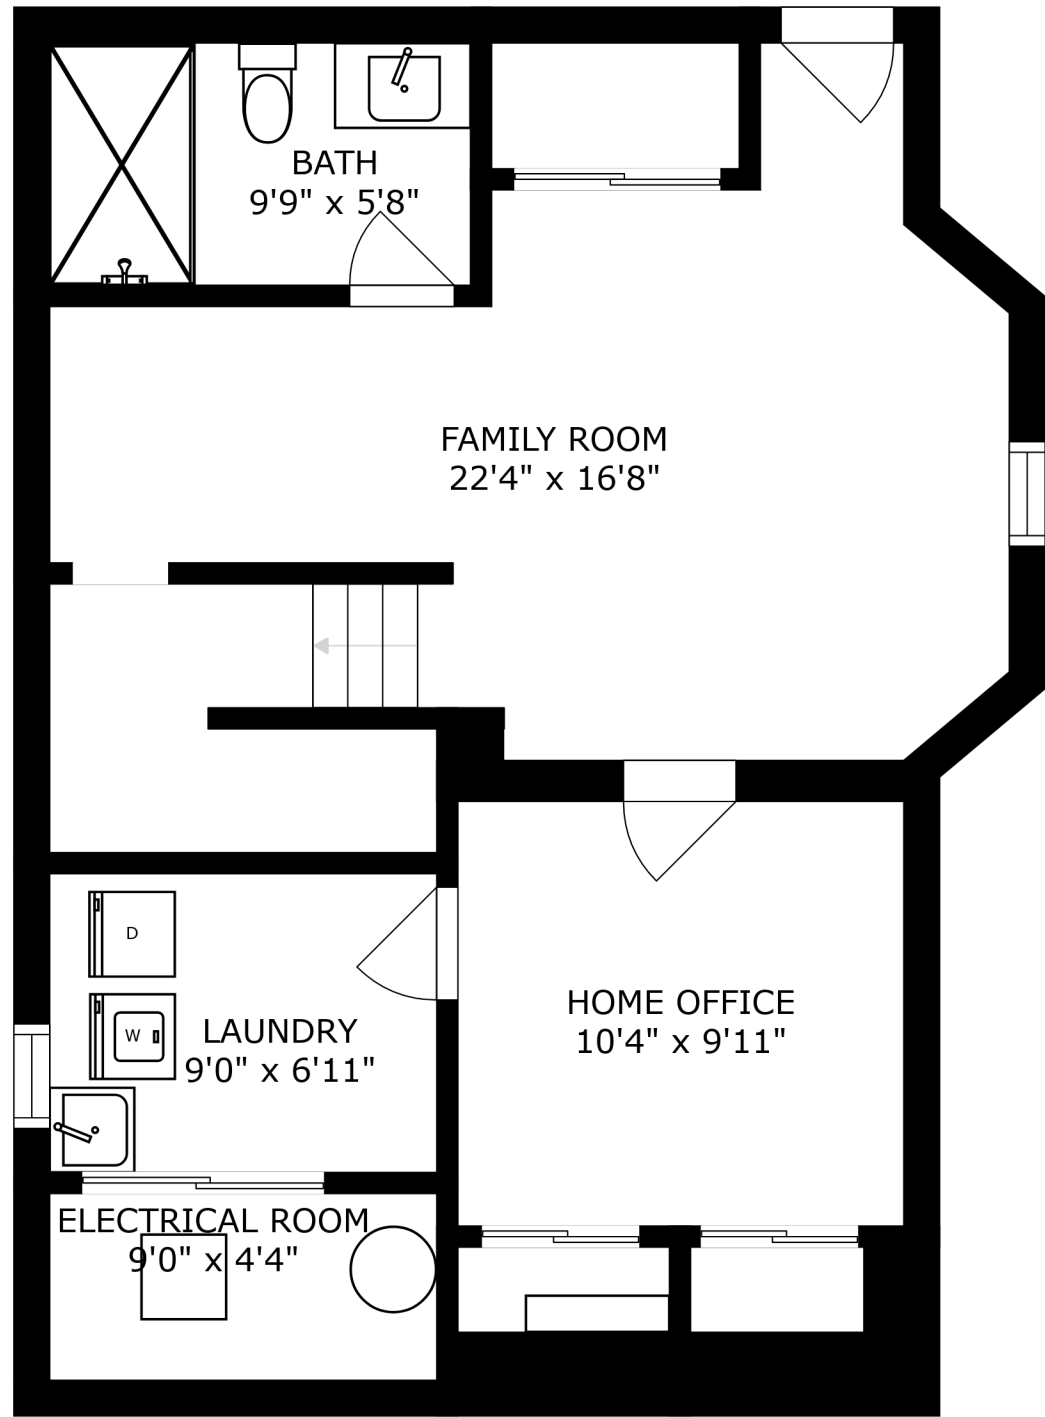 BATH
9'9" x 5'8"
FAMILY ROOM
22'4" x 16'8"
D
W
LAUNDRY
9'0" x 6'11"
HOME OFFICE
10'4" x 9'11"
ELECTRICAL ROOM
9'0" x 4'4"